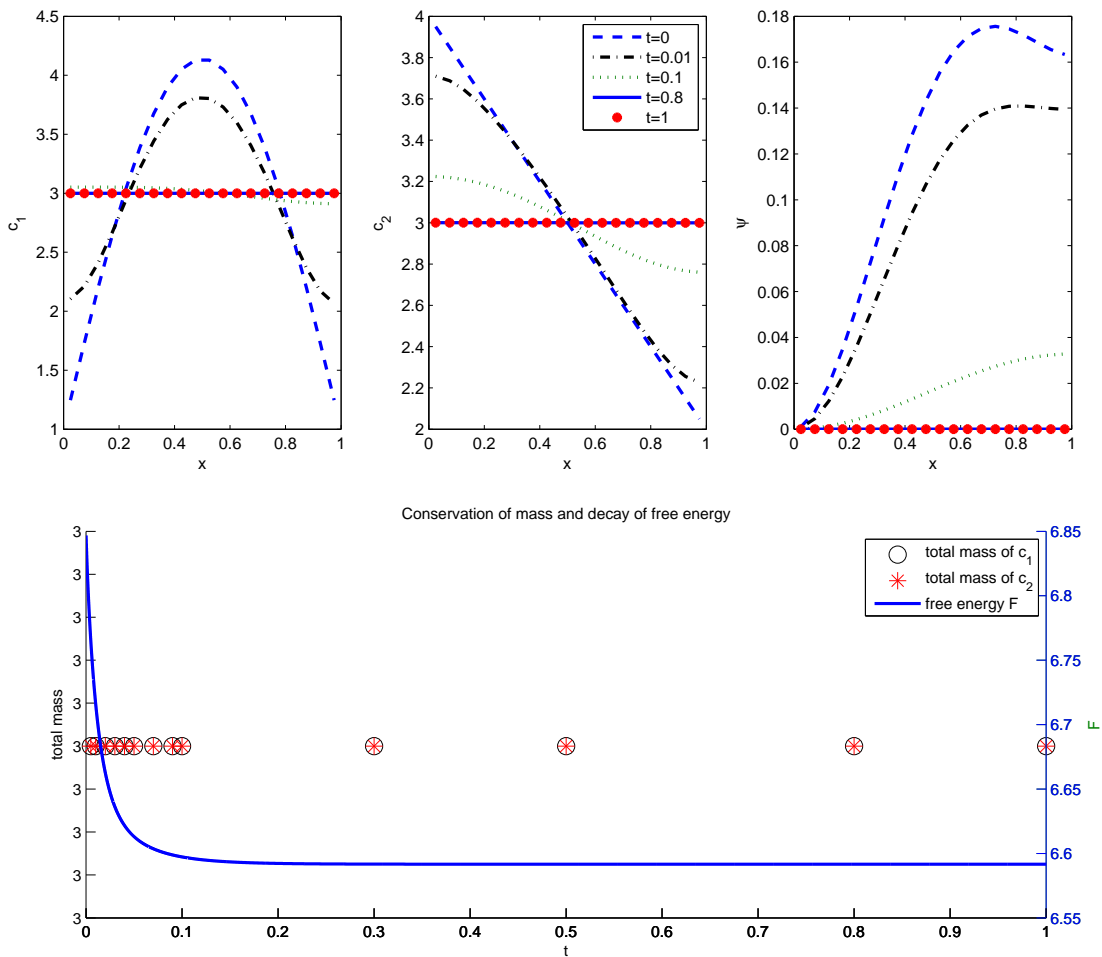 4.5
4
3.5
3
2.5
2
1.5
1
c1
0 0.2 0.4 0.6 0.8 1
x
4
3.8
3.6
3.4
3.2
3
2.8
2.6
2.4
2.2
2
c2
0 0.2 0.4 0.6 0.8 1
x
t=0
t=0.01
t=0.1
t=0.8
t=1
0.18
0.16
0.14
0.12
0.1
0.08
0.06
0.04
0.02
0
ψ
0 0.2 0.4 0.6 0.8 1
x
Conservation of mass and decay of free energy
3
3
3
3
3
3
3
3
3
3
total mass
total mass of c1
total mass of c2
free energy F
6.85
6.8
6.75
6.7
6.65
6.6
6.55
F
0 0.1 0.2 0.3 0.4 0.5 0.6 0.7 0.8 0.9 1
t